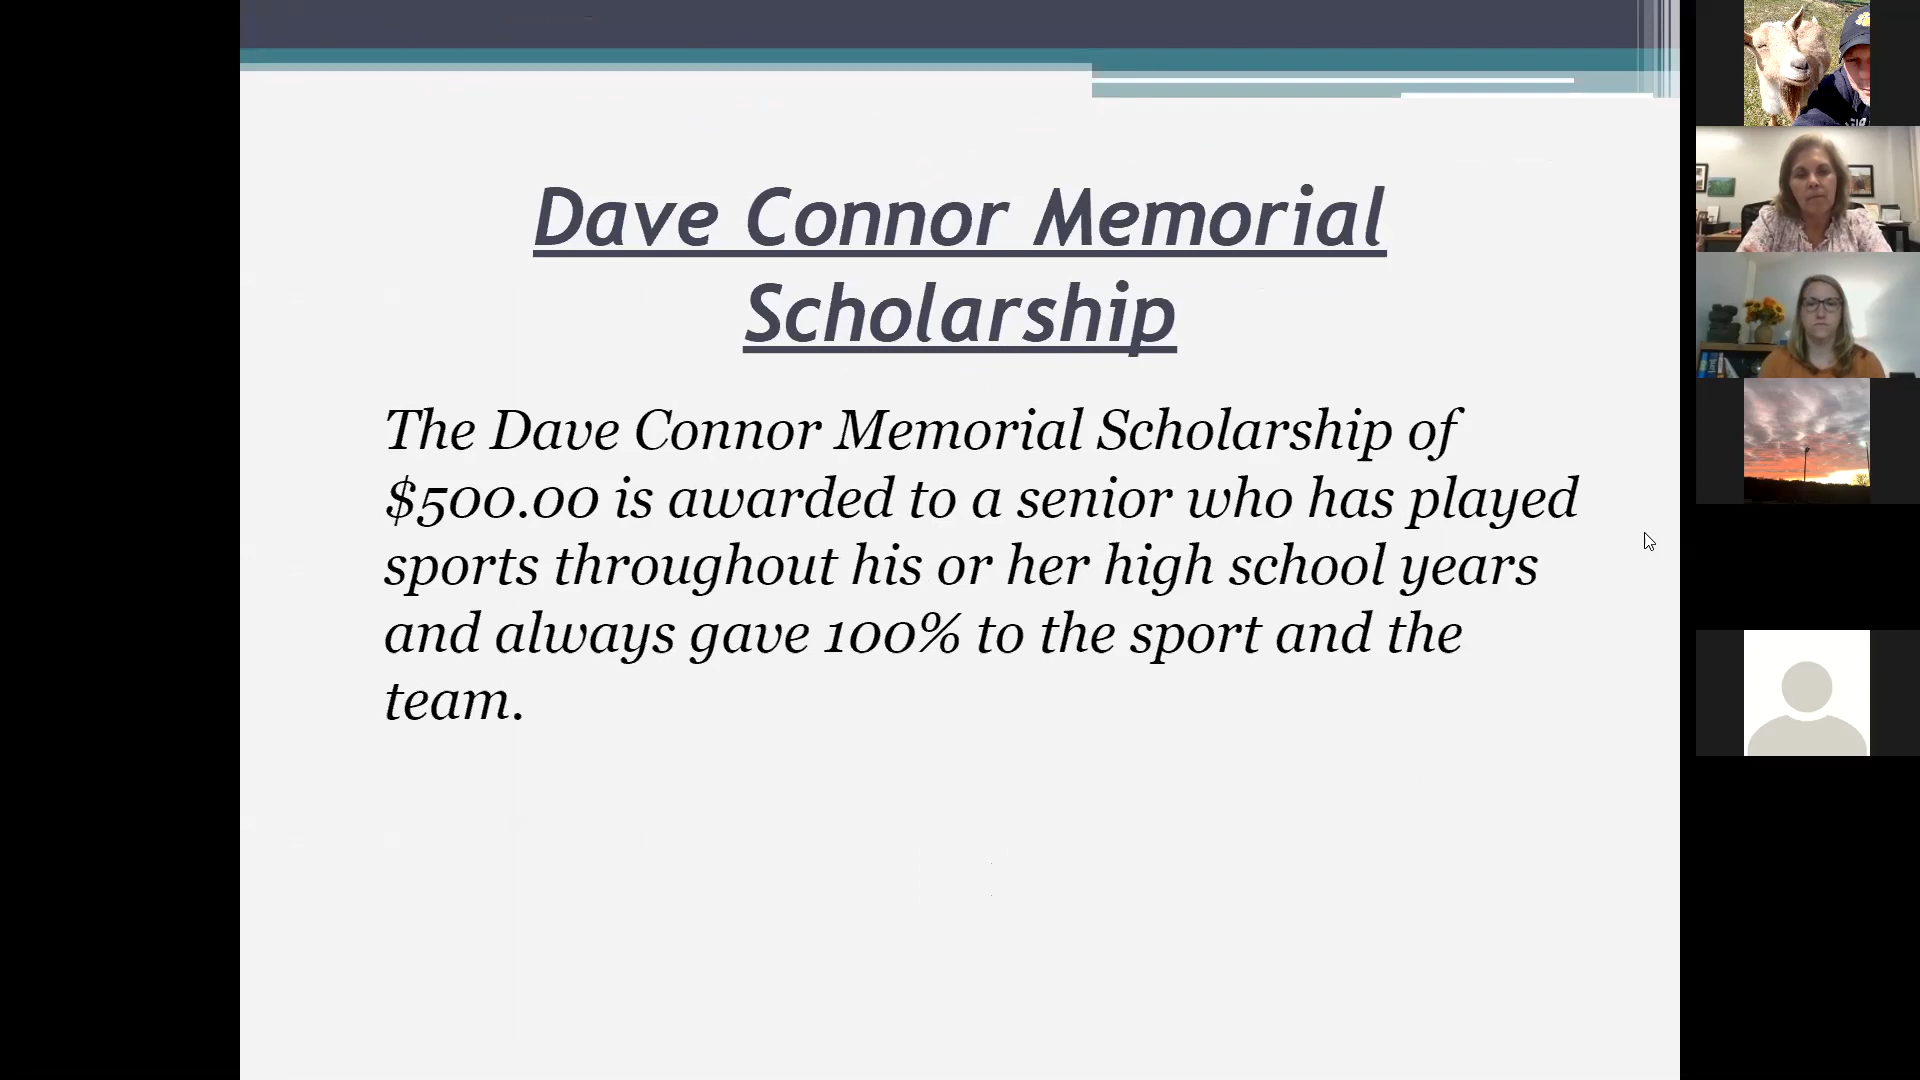 Dave Connor Memorial
Scholarship
The Dave Connor Memorial Scholarship of
$500.00 is awarded to a senior who has played
sports throughout his or her high school years
and always gave 100% to the sport and the
team.